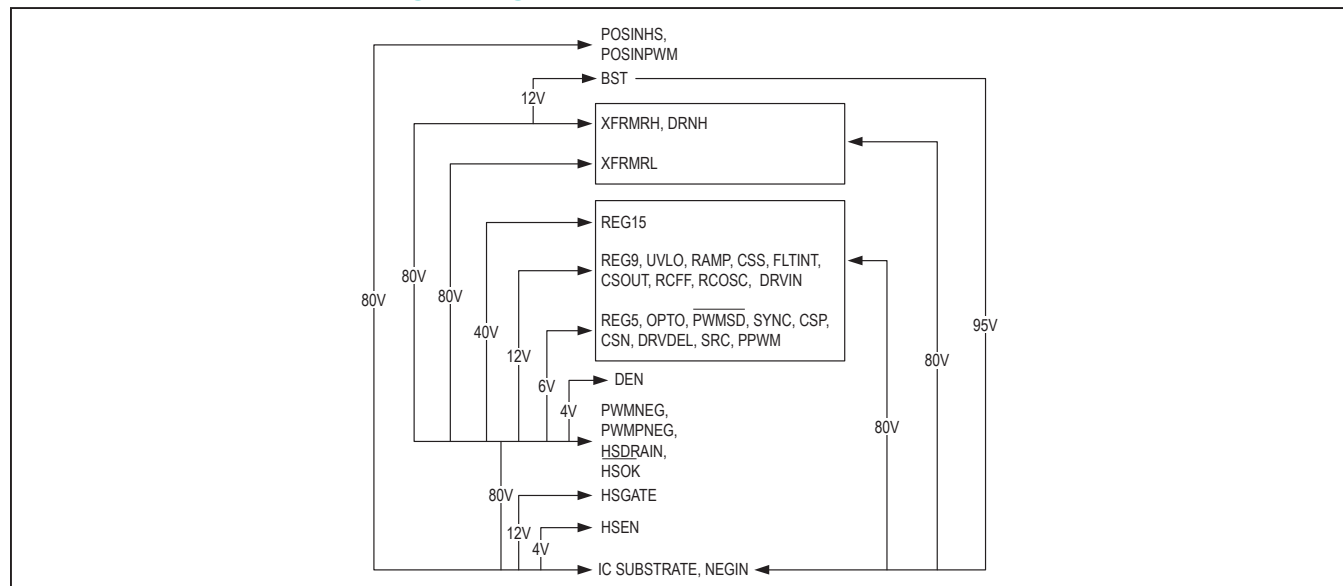 POSINHS,
POSINPWM
BST
12V
XFRMRH, DRNH
XFRMRL
REG15
REG9, UVLO, RAMP, CSS, FLTINT,
CSOUT, RCFF, RCOSC, DRVIN
REG5, OPTO, PWMSD, SYNC, CSP,
CSN, DRVDEL, SRC, PPWM
80V
80V
80V
40V
12V
6V
4V
95V
80V
80V
DEN
PWMNEG,
PWMPNEG,
HSDRAIN,
HSOK
80V
HSGATE
12V
HSEN
4V
IC SUBSTRATE, NEGIN